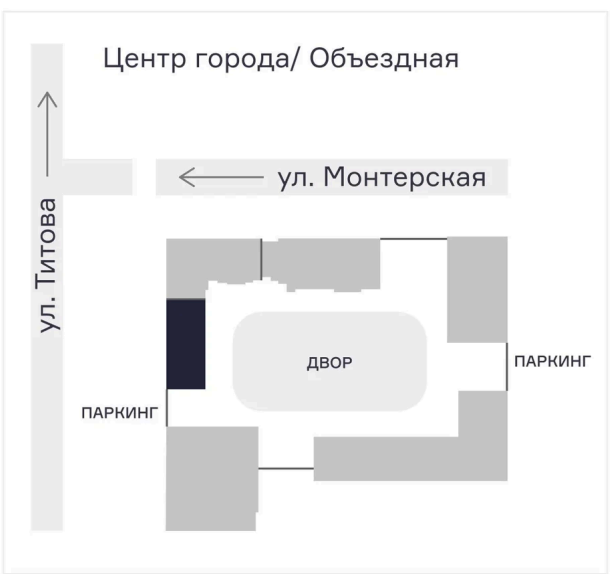 Центр города/ Объездная
ул. Монтерская
ул. Титова
ДВОР
ПАРКИНГ
ПАРКИНГ